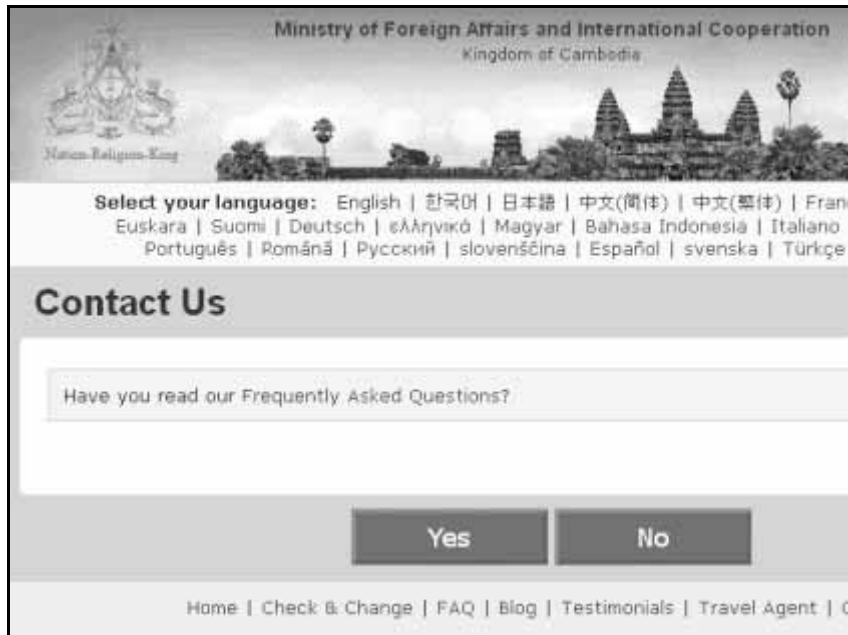 Ministry of Foreign Affairs and International Cooperation
Kingdom of Cambodia
Nation-Religion-King
Select your language: English | 한국어 | 日本語 | 中文(简体) | 中文(繁体) | Fran
Euskara | Suomi | Deutsch | ελληνικά | Magyar | Bahasa Indonesia | Italiano
Português | Română | Русский | slovenščina | Español | svenska | Türkçe
Contact Us
Have you read our Frequently Asked Questions?
Yes No
Home | Check & Change | FAQ | Blog | Testimonials | Travel Agent |